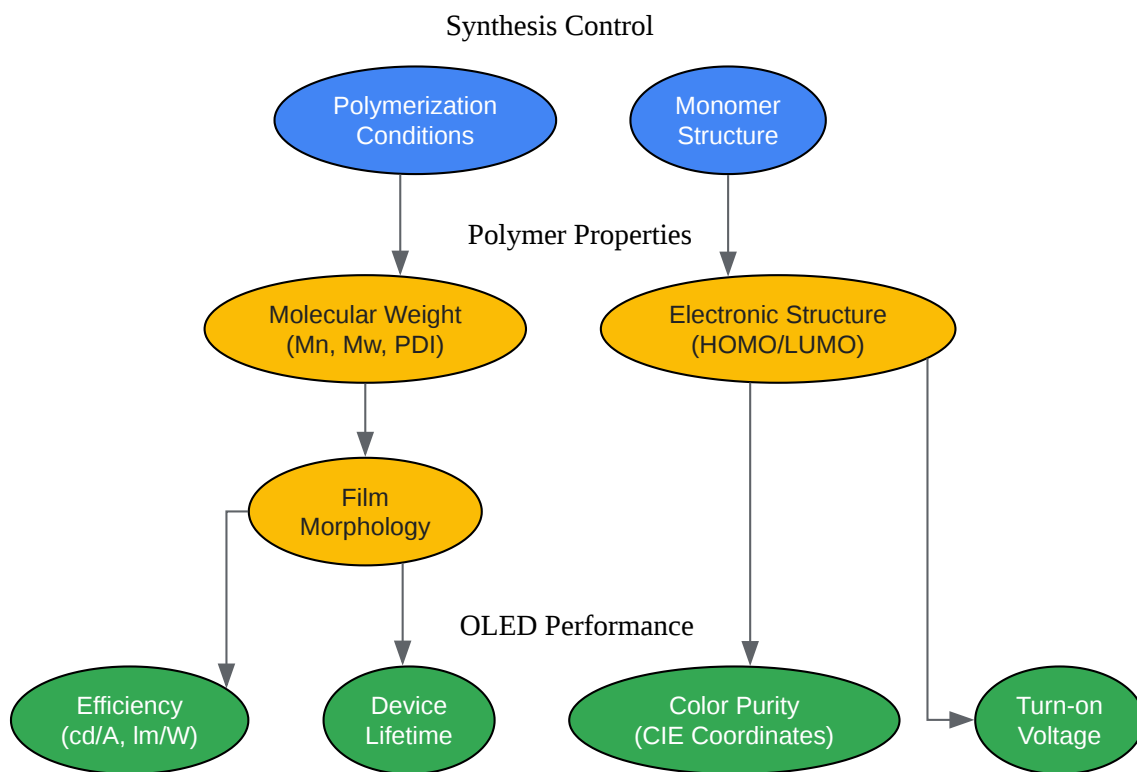 Synthesis Control
Polymerization
Conditions
Monomer
Structure
Polymer Properties
Molecular Weight
(Mn, Mw, PDI)
Electronic Structure
(HOMO/LUMO)
Film
Morphology
OLED Performance
Efficiency
(cd/A, lm/W)
Device
Lifetime
Color Purity
(CIE Coordinates)
Turn-on
Voltage